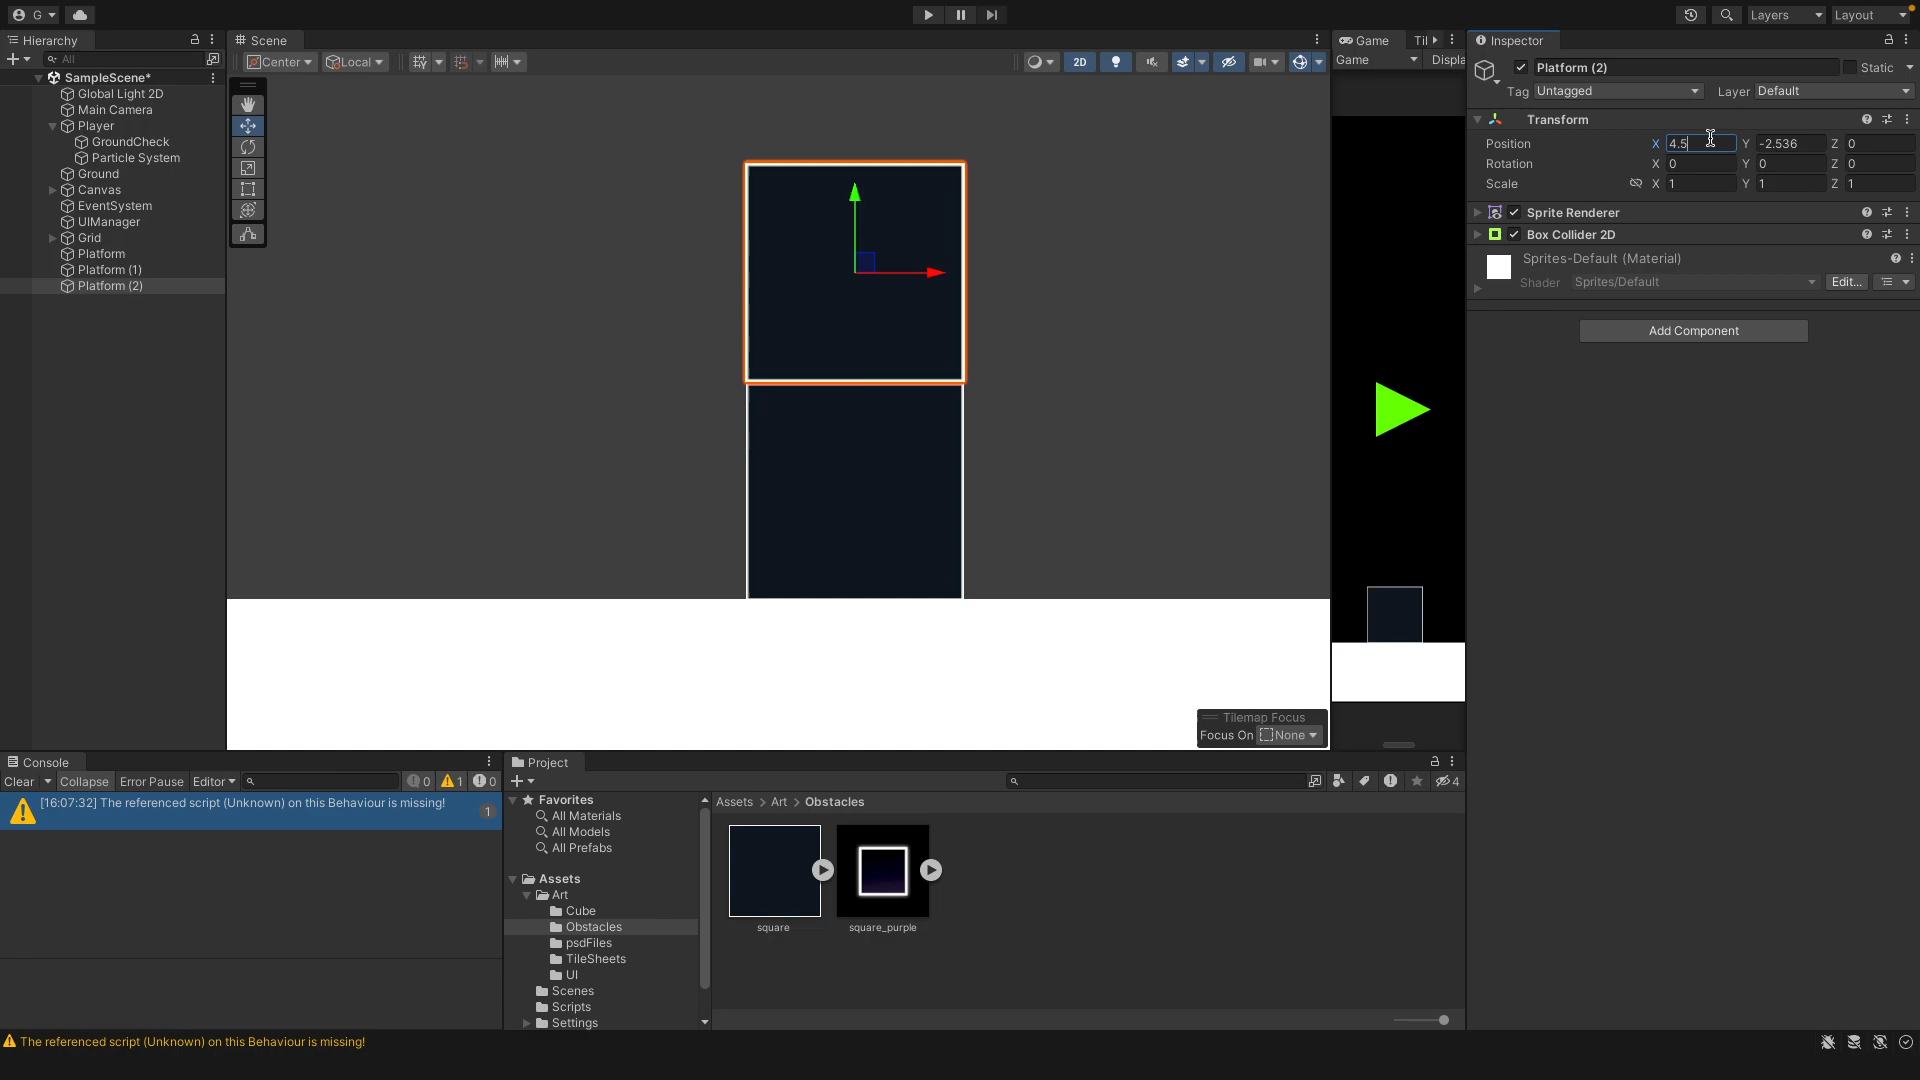 G
Layers
Layout
Hierarchy
All
SampleScene*
Global Light 2D
Main Camera
Player
GroundCheck
Particle System
Ground
Canvas
EventSystem
UIManager
Grid
Platform
Platform (1)
Platform (2)
Scene
Center
Local
2D
Tilemap Focus
Focus On
None
Game
Til
Game
Displa
Inspector
Platform (2)
Static
Tag Untagged
Layer Default
Transform
Position X 4.5 Y -2.536 Z 0
Rotation X 0 Y 0 Z 0
Scale X 1 Y 1 Z 1
Sprite Renderer
Box Collider 2D
Sprites-Default (Material)
Shader Sprites/Default
Edit...
Add Component
Console
Clear
Collapse
Error Pause
Editor
0
1
0
[16:07:32] The referenced script (Unknown) on this Behaviour is missing!
1
Project
4
Favorites
All Materials
All Models
All Prefabs
Assets
Art
Cube
Obstacles
psdFiles
TileSheets
UI
Scenes
Scripts
Settings
Assets > Art > Obstacles
square
square_purple
The referenced script (Unknown) on this Behaviour is missing!